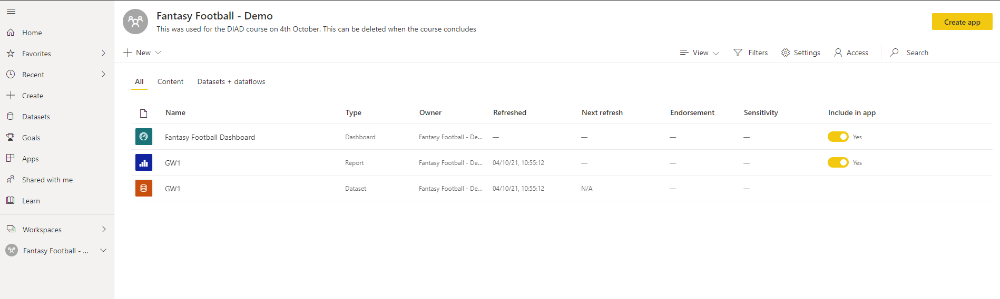 Fantasy Football - Demo
This was used for the DIAD course on 4th October. This can be deleted when the course concludes
Create app
Home
Favorites
Recent
Create
Datasets
Goals
Apps
Shared with me
Learn
Workspaces
Fantasy Football - ...
New
View
Filters
Settings
Access
Search
All Content Datasets + dataflows
Name Type Owner Refreshed Next refresh Endorsement Sensitivity Include in app
Fantasy Football Dashboard Dashboard Fantasy Football - De... — — — — Yes
GW1 Report Fantasy Football - De... 04/10/21, 10:55:12 — — — Yes
GW1 Dataset Fantasy Football - De... 04/10/21, 10:55:12 N/A — —